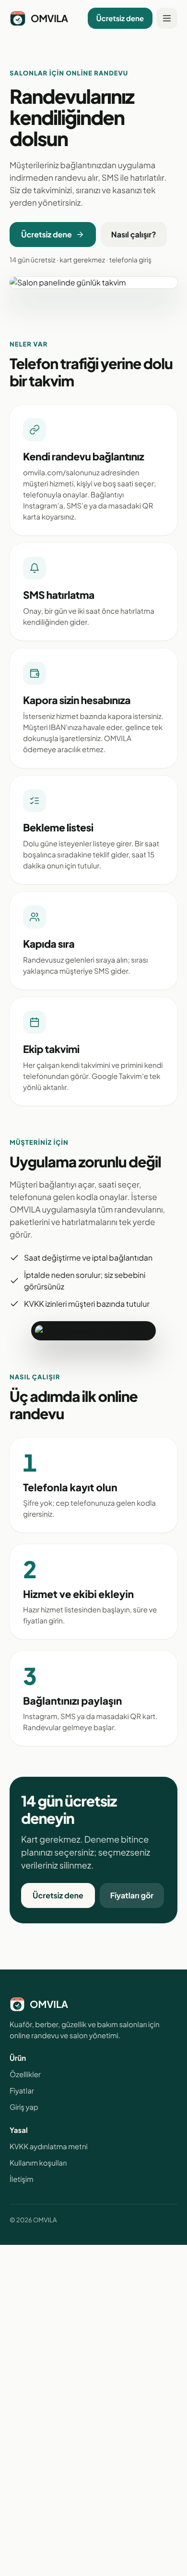 OMVILA
Ücretsiz dene
SALONLAR İÇİN ONLİNE RANDEVU
Randevularınız
kendiliğinden
dolsun
Müşterileriniz bağlantınızdan uygulama
indirmeden randevu alır, SMS ile hatırlatılır.
Siz de takviminizi, sıranızı ve kasanızı tek
yerden yönetirsiniz.
Ücretsiz dene
Nasıl çalışır?
14 gün ücretsiz · kart gerekmez · telefonla giriş
Salon panelinde günlük takvim
NELER VAR
Telefon trafiği yerine dolu
bir takvim
Kendi randevu bağlantınız
omvila.com/salonunuz adresinden
müşteri hizmeti, kişiyi ve boş saati seçer;
telefonuyla onaylar. Bağlantıyı
Instagram'a, SMS'e ya da masadaki QR
karta koyarsınız.
SMS hatırlatma
Onay, bir gün ve iki saat önce hatırlatma
kendiliğinden gider.
Kapora sizin hesabınıza
İsterseniz hizmet bazında kapora istersiniz.
Müşteri IBAN'ınıza havale eder, gelince tek
dokunuşla işaretlersiniz. OMVILA
ödemeye aracılık etmez.
Bekleme listesi
Dolu güne isteyenler listeye girer. Bir saat
boşalınca sıradakine teklif gider, saat 15
dakika onun için tutulur.
Kapıda sıra
Randevusuz gelenleri sıraya alın; sırası
yaklaşınca müşteriye SMS gider.
Ekip takvimi
Her çalışan kendi takvimini ve primini kendi
telefonundan görür. Google Takvim'e tek
yönlü aktarılır.
MÜŞTERİNİZ İÇİN
Uygulama zorunlu değil
Müşteri bağlantıyı açar, saati seçer,
telefonuna gelen kodla onaylar. İsterse
OMVILA uygulamasıyla tüm randevularını,
paketlerini ve hatırlatmalarını tek yerde
görür.
Saat değiştirme ve iptal bağlantıdan
İptalde neden sorulur; siz sebebini
görürsünüz
KVKK izinleri müşteri bazında tutulur
NASIL ÇALIŞIR
Üç adımda ilk online
randevu
1
Telefonla kayıt olun
Şifre yok; cep telefonunuza gelen kodla
girersiniz.
2
Hizmet ve ekibi ekleyin
Hazır hizmet listesinden başlayın, süre ve
fiyatları girin.
3
Bağlantınızı paylaşın
Instagram, SMS ya da masadaki QR kart.
Randevular gelmeye başlar.
14 gün ücretsiz
deneyin
Kart gerekmez. Deneme bitince
planınızı seçersiniz; seçmezseniz
verileriniz silinmez.
Ücretsiz dene
Fiyatları gör
OMVILA
Kuaför, berber, güzellik ve bakım salonları için
online randevu ve salon yönetimi.
Ürün
Özellikler
Fiyatlar
Giriş yap
Yasal
KVKK aydınlatma metni
Kullanım koşulları
İletişim
© 2026 OMVILA